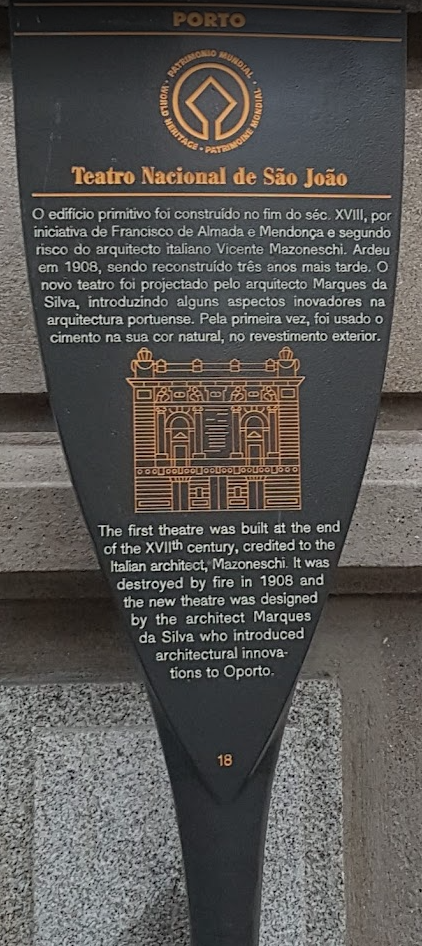 PORTO
· PATRIMONIO MUNDIAL · WORLD HERITAGE · PATRIMOINE MONDIAL
Teatro Nacional de São João
O edifício primitivo foi construído no fim do séc. XVIII, por
iniciativa de Francisco de Almada e Mendonça e segundo
risco do arquitecto italiano Vicente Mazoneschi. Ardeu
em 1908, sendo reconstruído três anos mais tarde. O
novo teatro foi projectado pelo arquitecto Marques da
Silva, introduzindo alguns aspectos inovadores na
arquitectura portuense. Pela primeira vez, foi usado o
cimento na sua cor natural, no revestimento exterior.
The first theatre was built at the end
of the XVIIth century, credited to the
Italian architect, Mazoneschi. It was
destroyed by fire in 1908 and
the new theatre was designed
by the architect Marques
da Silva who introduced
architectural innova-
tions to Oporto.
18